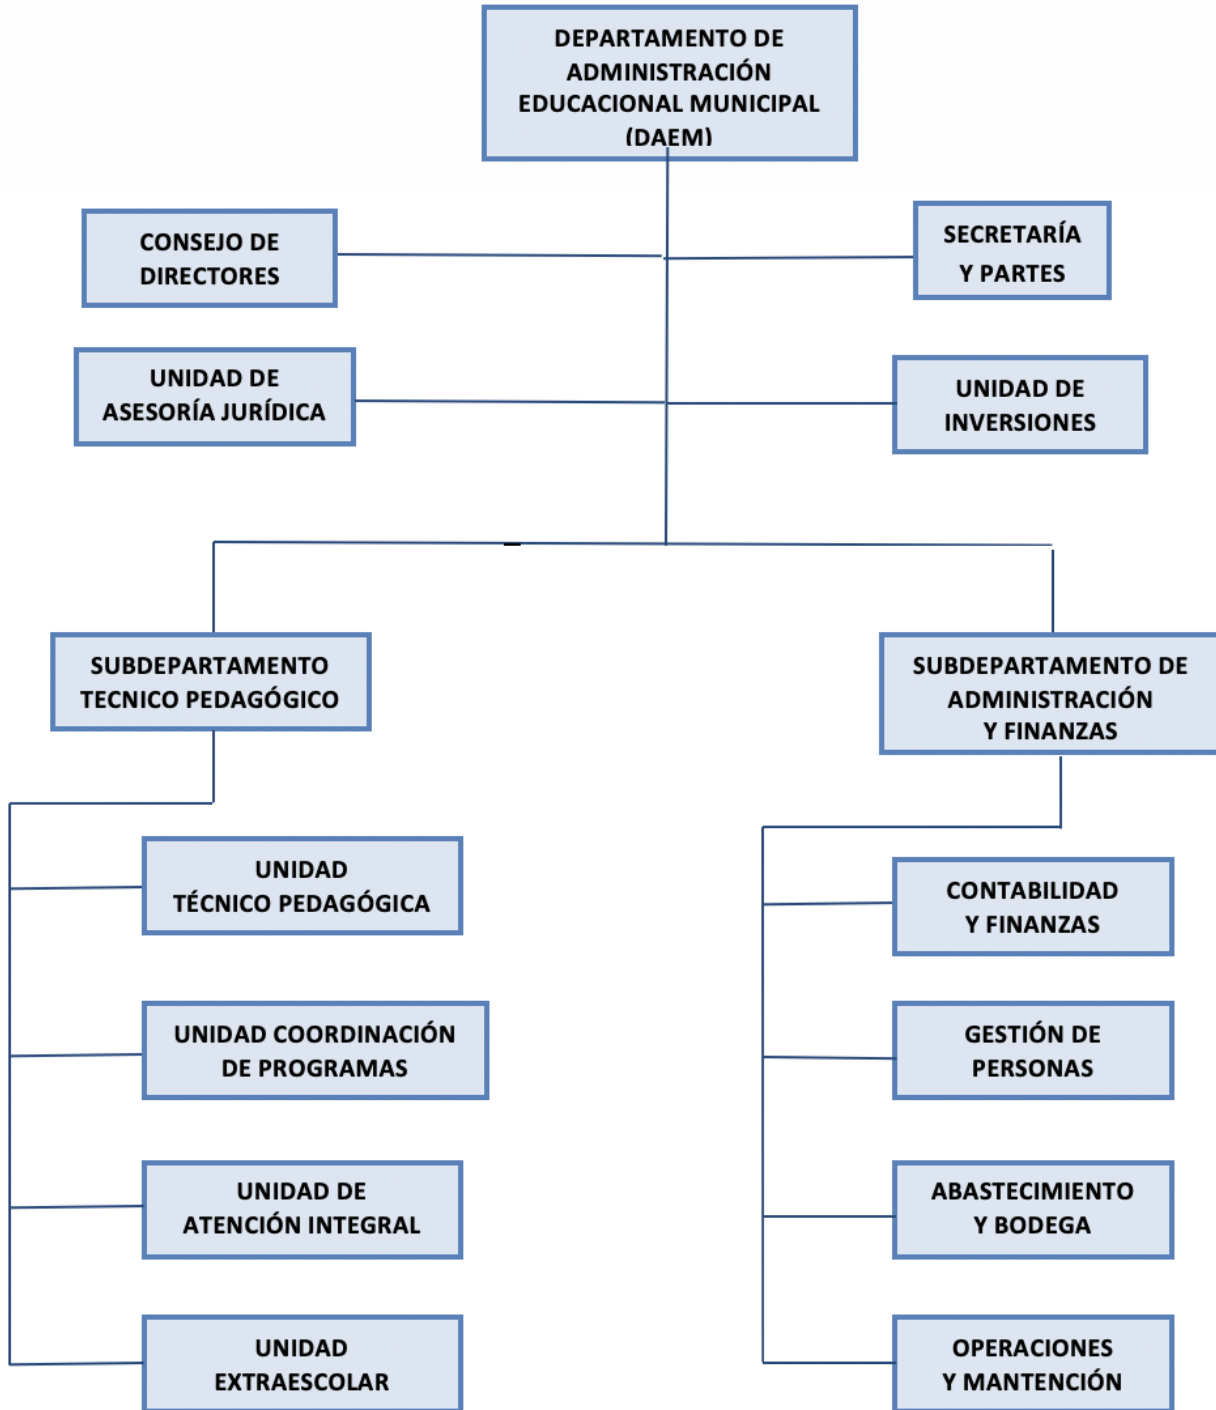 DEPARTAMENTO DE
ADMINISTRACIÓN
EDUCACIONAL MUNICIPAL
(DAEM)
CONSEJO DE
DIRECTORES
SECRETARÍA
Y PARTES
UNIDAD DE
ASESORÍA JURÍDICA
UNIDAD DE
INVERSIONES
SUBDEPARTAMENTO
TECNICO PEDAGÓGICO
SUBDEPARTAMENTO DE
ADMINISTRACIÓN
Y FINANZAS
UNIDAD
TÉCNICO PEDAGÓGICA
UNIDAD COORDINACIÓN
DE PROGRAMAS
UNIDAD DE
ATENCIÓN INTEGRAL
UNIDAD
EXTRAESCOLAR
CONTABILIDAD
Y FINANZAS
GESTIÓN DE
PERSONAS
ABASTECIMIENTO
Y BODEGA
OPERACIONES
Y MANTENCIÓN